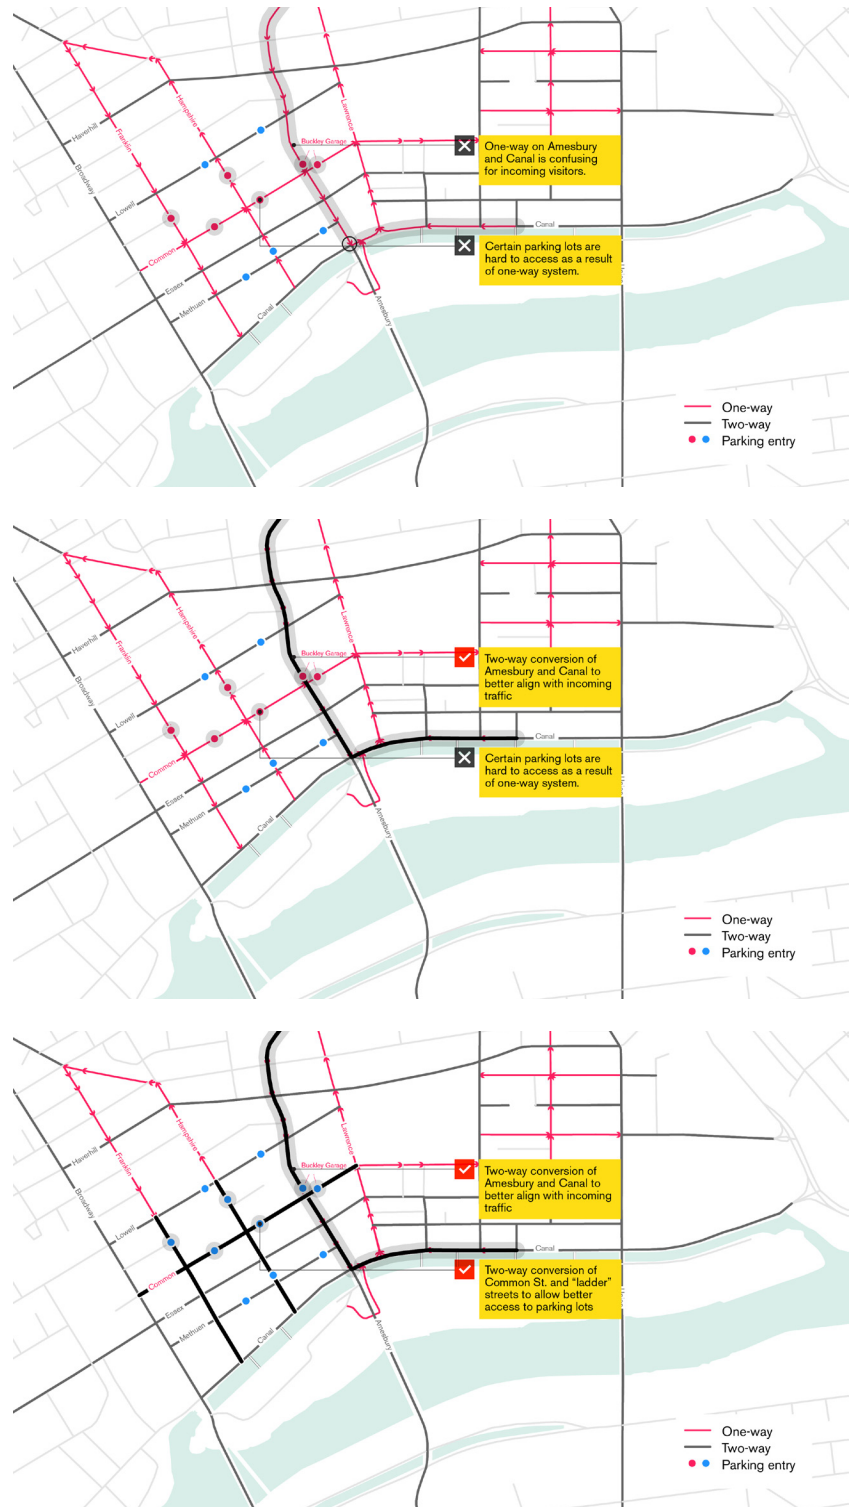 Haverhill
Franklin
Hampshire
Lawrance
Broadway
Lowell
Buckley Garage
Common
Essex
Methuen
Canal
Canal
Amesbury
One-way on Amesbury
and Canal is confusing
for incoming visitors.
Certain parking lots are
hard to access as a result
of one-way system.
One-way
Two-way
Parking entry
Haverhill
Franklin
Hampshire
Lawrance
Broadway
Lowell
Buckley Garage
Common
Essex
Methuen
Canal
Canal
Amesbury
Two-way conversion of
Amesbury and Canal to
better align with incoming
traffic
Certain parking lots are
hard to access as a result
of one-way system.
One-way
Two-way
Parking entry
Haverhill
Franklin
Hampshire
Lawrance
Broadway
Lowell
Buckley Garage
Common
Essex
Methuen
Canal
Canal
Amesbury
Two-way conversion of
Amesbury and Canal to
better align with incoming
traffic
Two-way conversion of
Common St. and “ladder”
streets to allow better
access to parking lots
One-way
Two-way
Parking entry